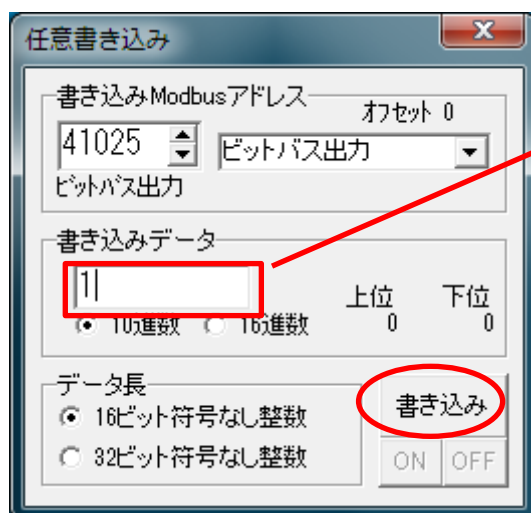 任意書き込み
書き込みModbusアドレス
オフセット 0
41025 ビットバス出力
ビットバス出力
書き込みデータ
1
上位 下位
10進数 16進数 0 0
データ長
16ビット符号なし整数
32ビット符号なし整数
書き込み
ON OFF